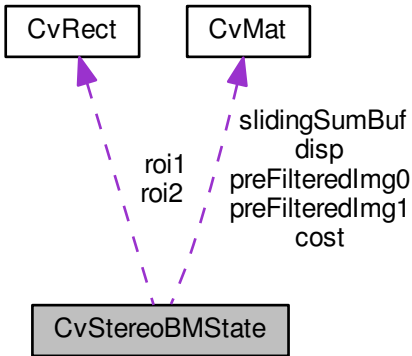 CvRect
CvMat
roi1
roi2
slidingSumBuf
disp
preFilteredImg0
preFilteredImg1
cost
CvStereoBMState